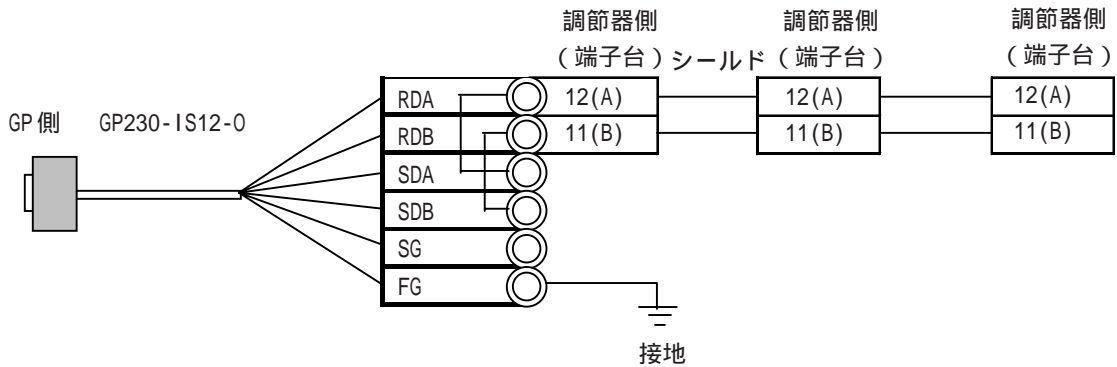 調節器側 調節器側 調節器側
(端子台) シールド (端子台) (端子台)
GP側 GP230-IS12-O
RDA 12(A) 12(A) 12(A)
RDB 11(B) 11(B) 11(B)
SDA
SDB
SG
FG
接地